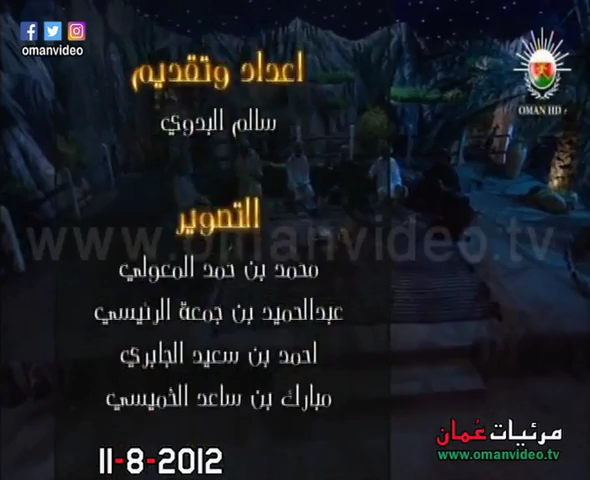 omanvideo
OMAN HD
اعداد وتقديم
سالم البدوي
التصوير
www.omanvideo.tv
محمد بن حمد المعولي
عبدالحميد بن جمعة الرئيسي
احمد بن سعيد الجابري
مبارك بن ساعد الخميسي
مرئيات عُمان
www.omanvideo.tv
11-8-2012